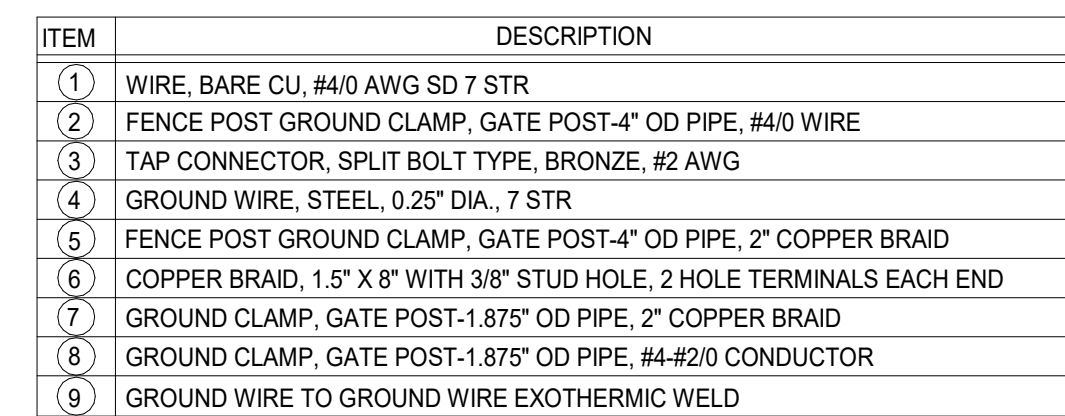 ITEM DESCRIPTION
1 WIRE, BARE CU, #4/0 AWG SD 7 STR
2 FENCE POST GROUND CLAMP, GATE POST-4" OD PIPE, #4/0 WIRE
3 TAP CONNECTOR, SPLIT BOLT TYPE, BRONZE, #2 AWG
4 GROUND WIRE, STEEL, 0.25" DIA., 7 STR
5 FENCE POST GROUND CLAMP, GATE POST-4" OD PIPE, 2" COPPER BRAID
6 COPPER BRAID, 1.5" X 8" WITH 3/8" STUD HOLE, 2 HOLE TERMINALS EACH END
7 GROUND CLAMP, GATE POST-1.875" OD PIPE, 2" COPPER BRAID
8 GROUND CLAMP, GATE POST-1.875" OD PIPE, #4-#2/0 CONDUCTOR
9 GROUND WIRE TO GROUND WIRE EXOTHERMIC WELD